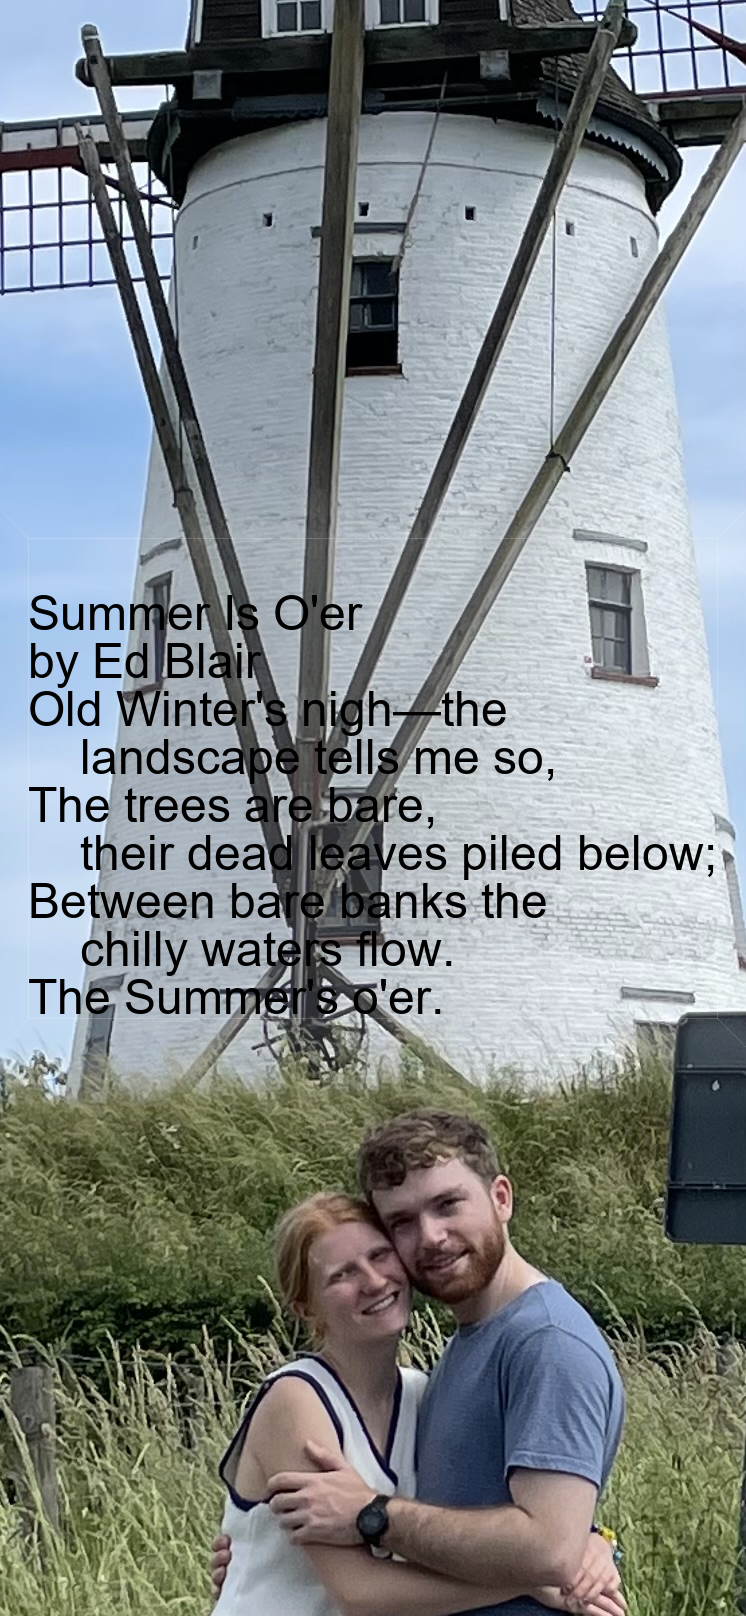 Summer Is O'er
by Ed Blair
Old Winter's nigh—the
landscape tells me so,
The trees are bare,
their dead leaves piled below;
Between bare banks the
chilly waters flow.
The Summer's o'er.